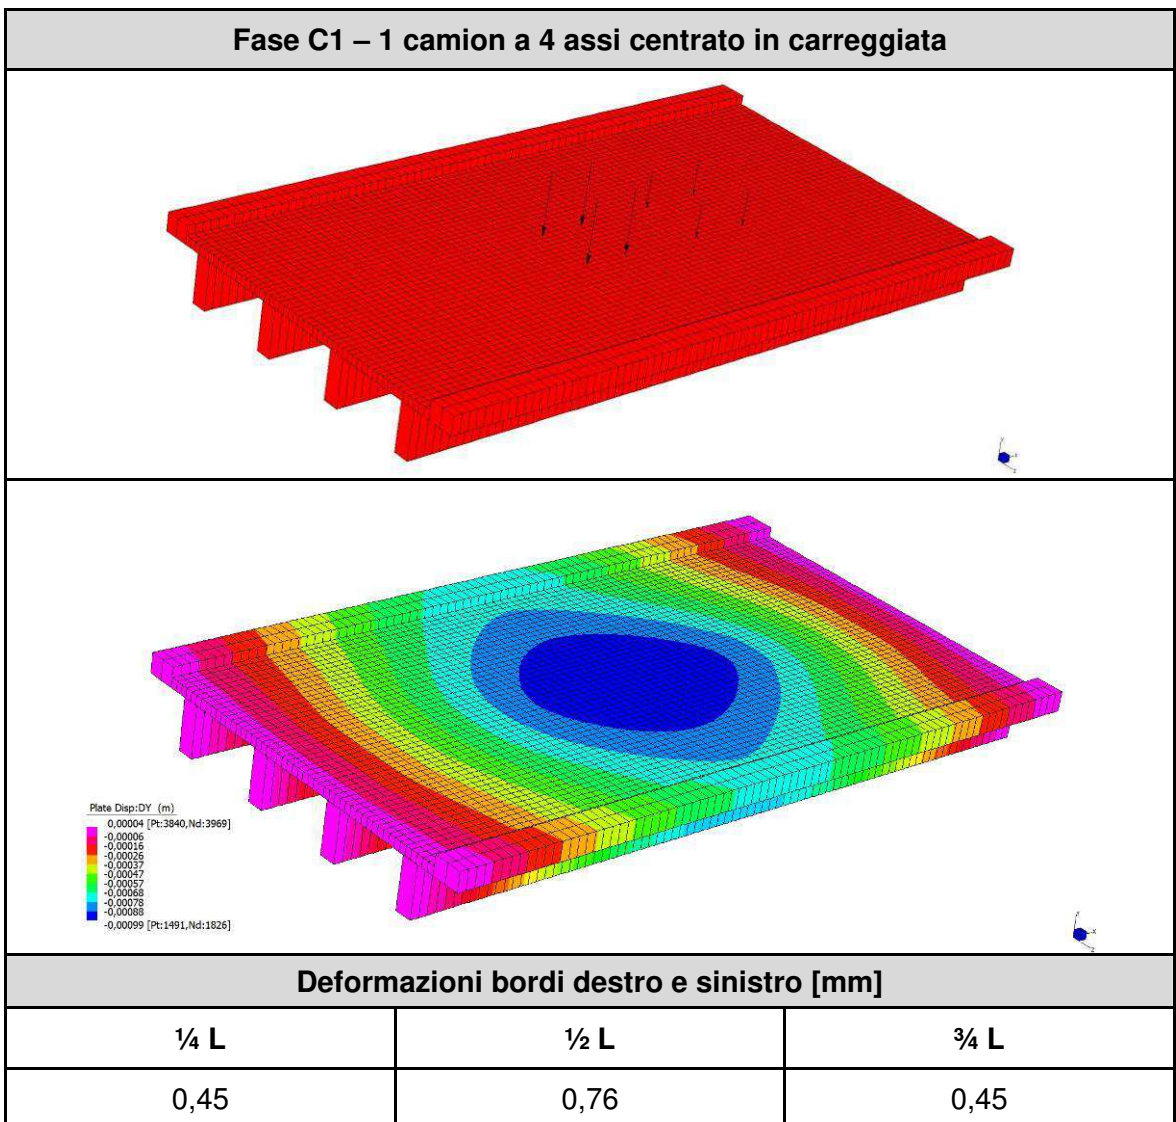 Fase C1 – 1 camion a 4 assi centrato in carreggiata
Plate Disp:DY (m)
0,00004 [Pt:3840,Nd:3969]
-0,00006
-0,00016
-0,00026
-0,00037
-0,00047
-0,00057
-0,00068
-0,00078
-0,00088
-0,00099 [Pt:1491,Nd:1826]
Deformazioni bordi destro e sinistro [mm]
¼ L ½ L ¾ L
0,45 0,76 0,45